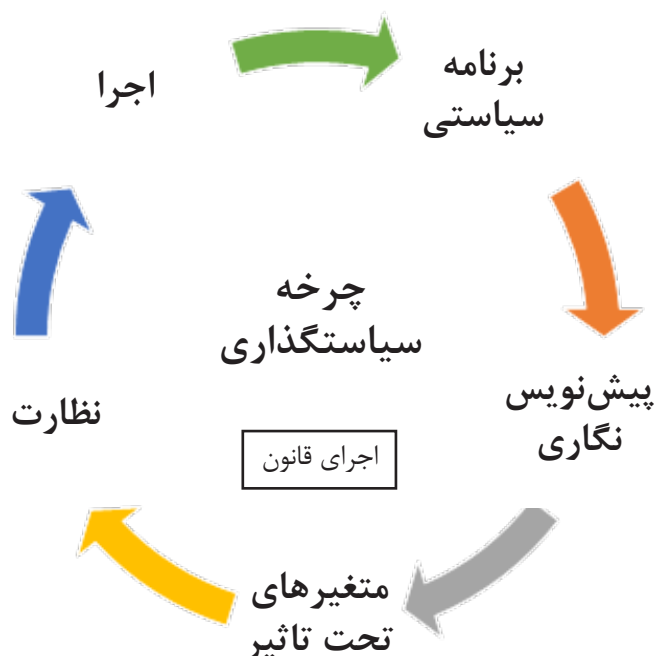 برنامه
سیاستی
اجرا
چرخه
سیاستگذاری
پیش‌نویس
نگاری
نظارت
اجرای قانون
متغیرهای
تحت تاثیر